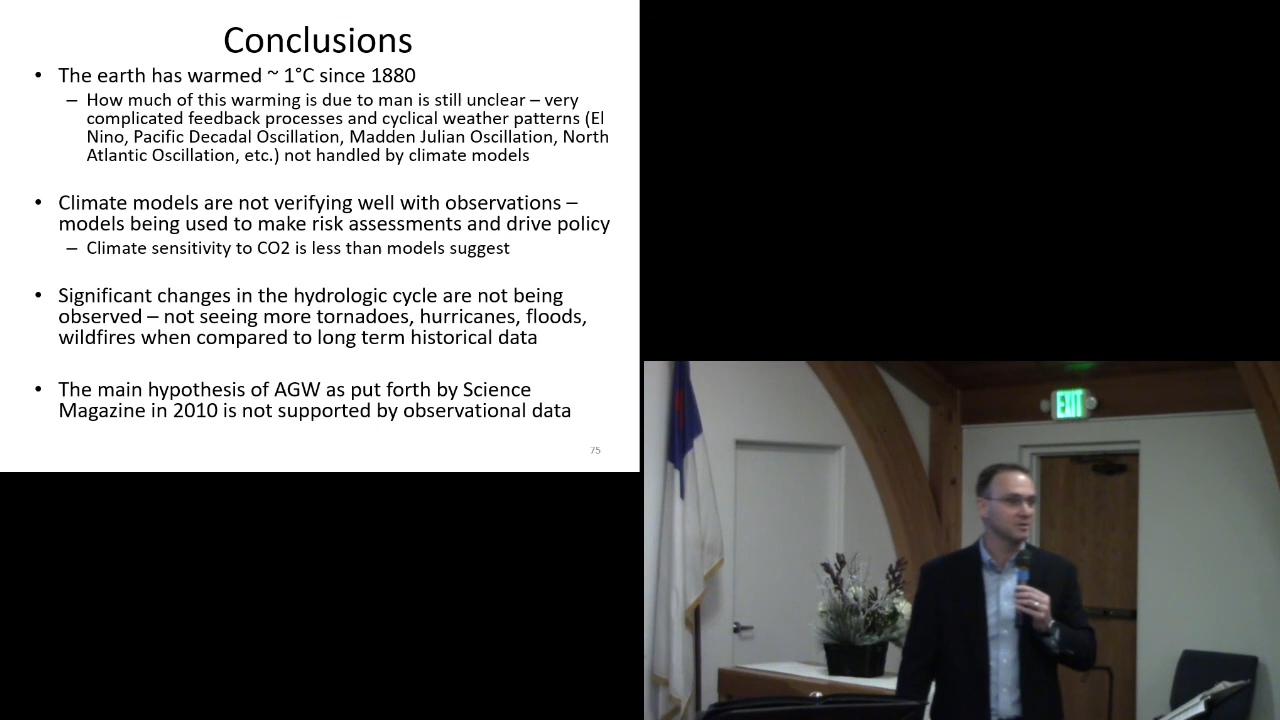 Conclusions
• The earth has warmed ~ 1°C since 1880
– How much of this warming is due to man is still unclear – very
complicated feedback processes and cyclical weather patterns (El
Nino, Pacific Decadal Oscillation, Madden Julian Oscillation, North
Atlantic Oscillation, etc.) not handled by climate models
• Climate models are not verifying well with observations –
models being used to make risk assessments and drive policy
– Climate sensitivity to CO2 is less than models suggest
• Significant changes in the hydrologic cycle are not being
observed – not seeing more tornadoes, hurricanes, floods,
wildfires when compared to long term historical data
• The main hypothesis of AGW as put forth by Science
Magazine in 2010 is not supported by observational data
75
EXIT